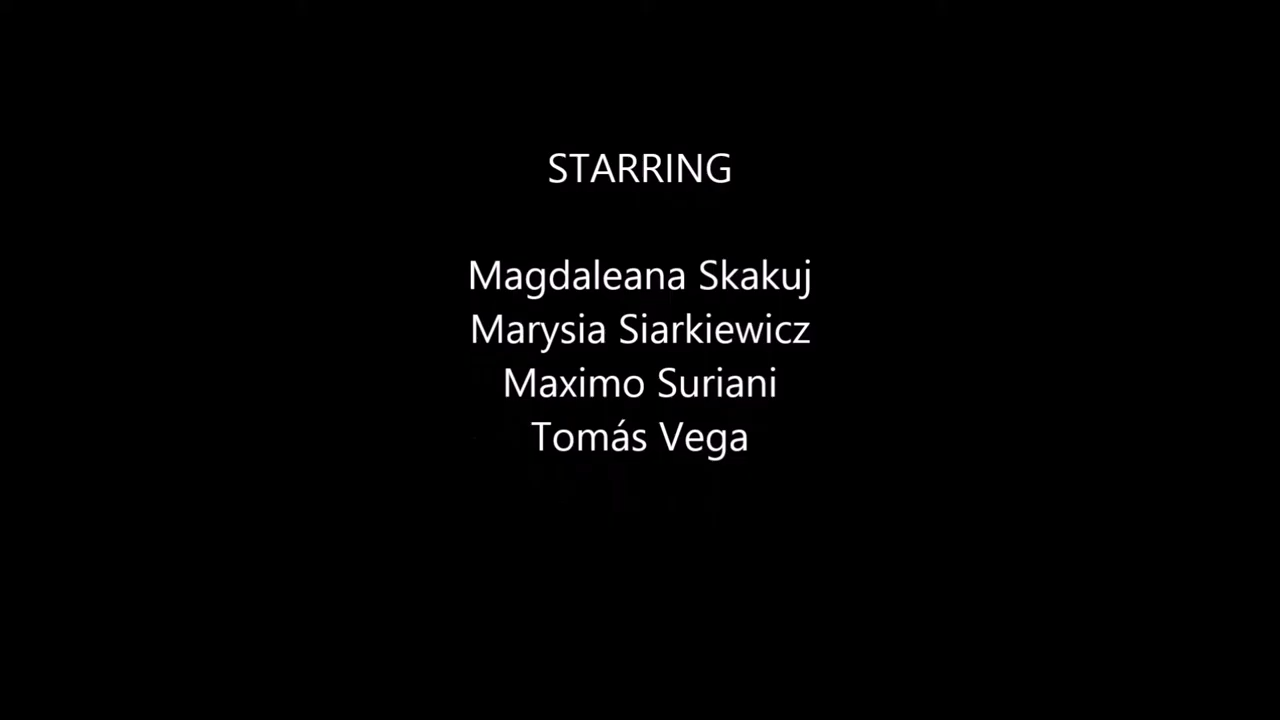 STARRING
Magdaleana Skakuj
Marysia Siarkiewicz
Maximo Suriani
Tomás Vega